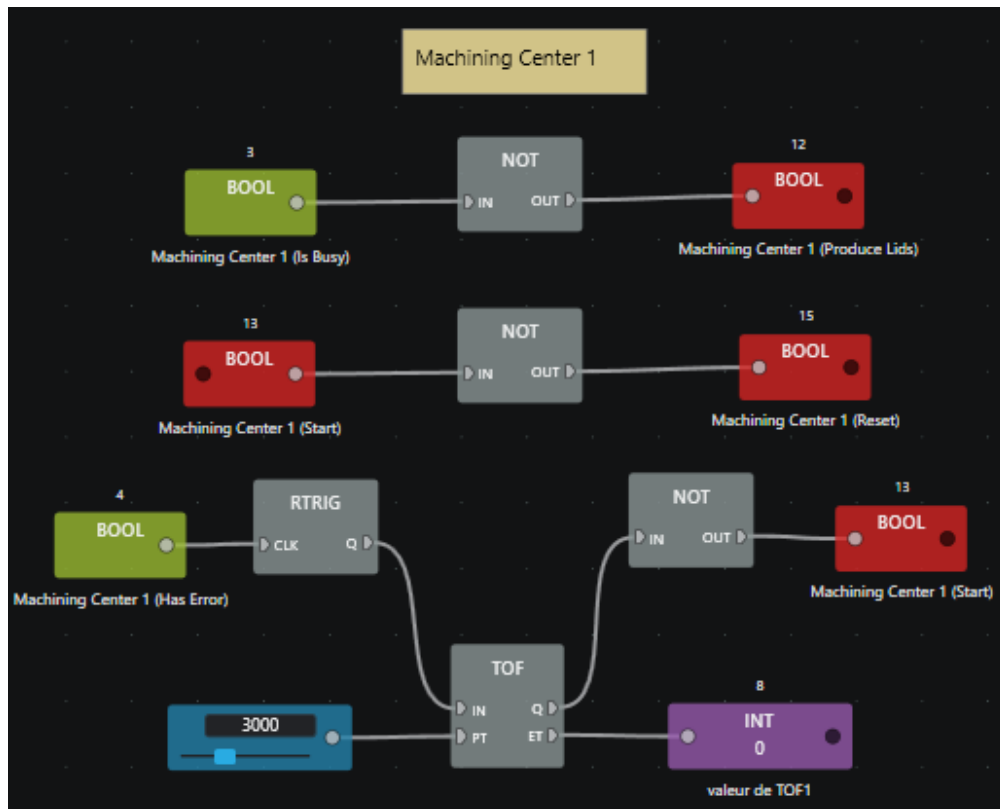 Machining Center 1
3
BOOL
Machining Center 1 (Is Busy)
NOT
IN OUT
12
BOOL
Machining Center 1 (Produce Lids)
13
BOOL
Machining Center 1 (Start)
NOT
IN OUT
15
BOOL
Machining Center 1 (Reset)
4
BOOL
Machining Center 1 (Has Error)
RTRIG
CLK Q
NOT
IN OUT
13
BOOL
Machining Center 1 (Start)
3000
TOF
IN Q
PT ET
8
INT
0
valeur de TOF1